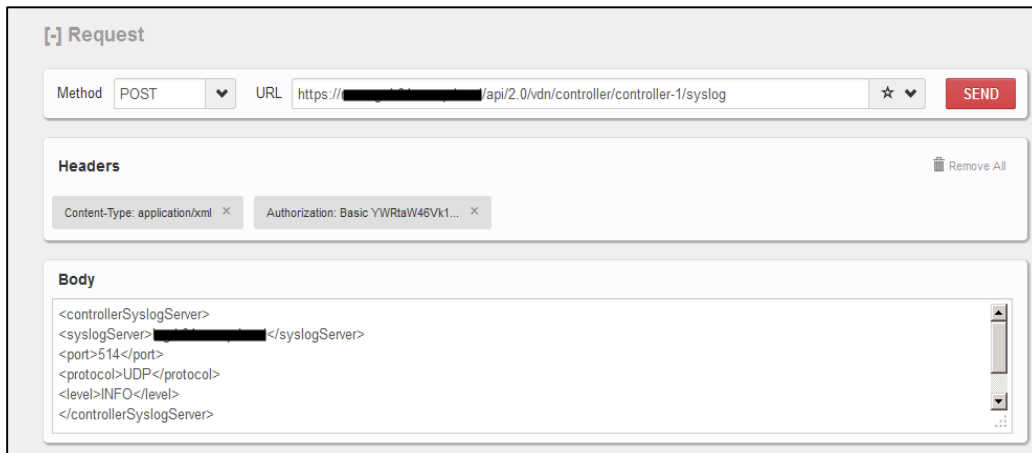 [-] Request
Method POST URL https:// /api/2.0/vdn/controller/controller-1/syslog SEND
Headers Remove All
Content-Type: application/xml × Authorization: Basic YWRtaW46Vk1... ×
Body
<controllerSyslogServer>
<syslogServer> </syslogServer>
<port>514</port>
<protocol>UDP</protocol>
<level>INFO</level>
</controllerSyslogServer>